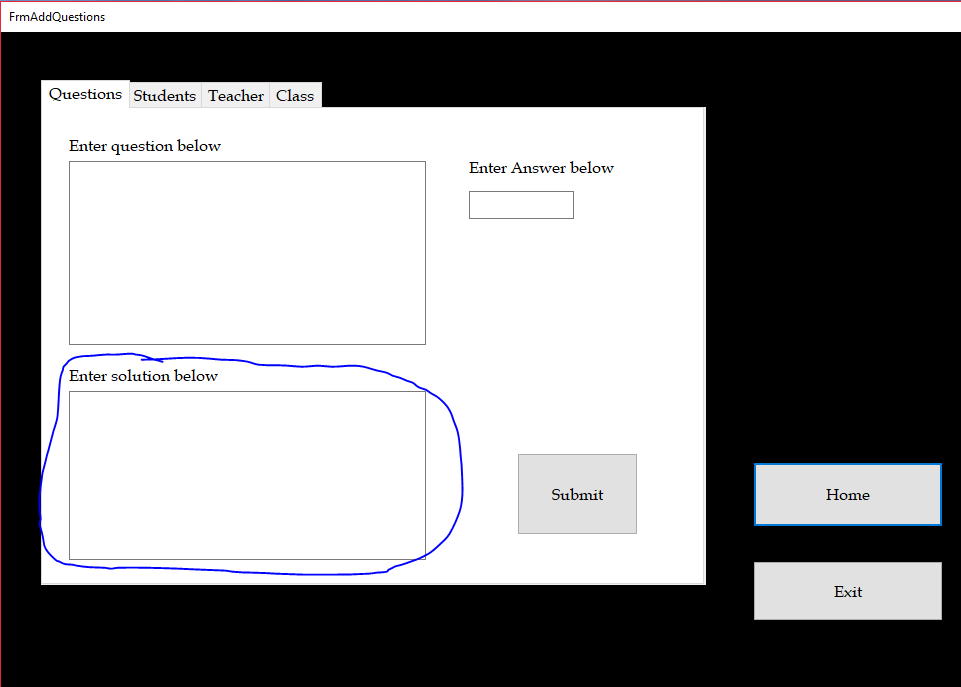 FrmAddQuestions
Questions Students Teacher Class
Enter question below
Enter Answer below
Enter solution below
Submit
Home
Exit